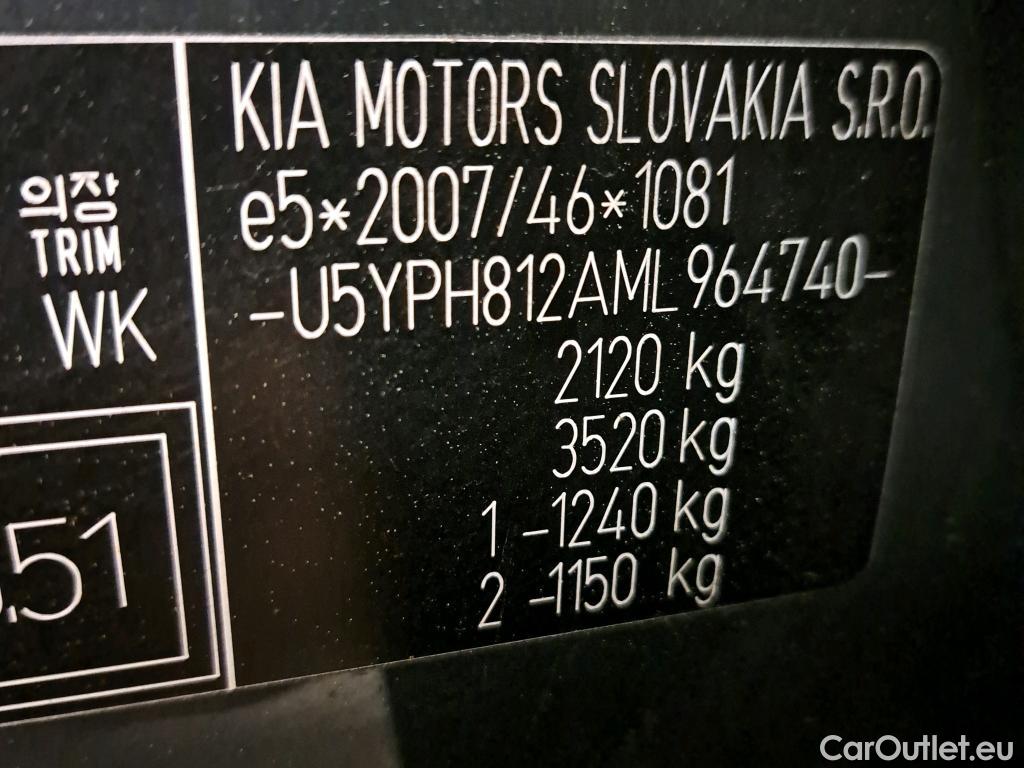 KIA MOTORS SLOVAKIA S.R.O.
e5*2007/46*1081
-U5YPH812AML964740-
2120 kg
3520 kg
1 -1240 kg
2 -1150 kg
의장
TRIM
WK
.51
CarOutlet.eu